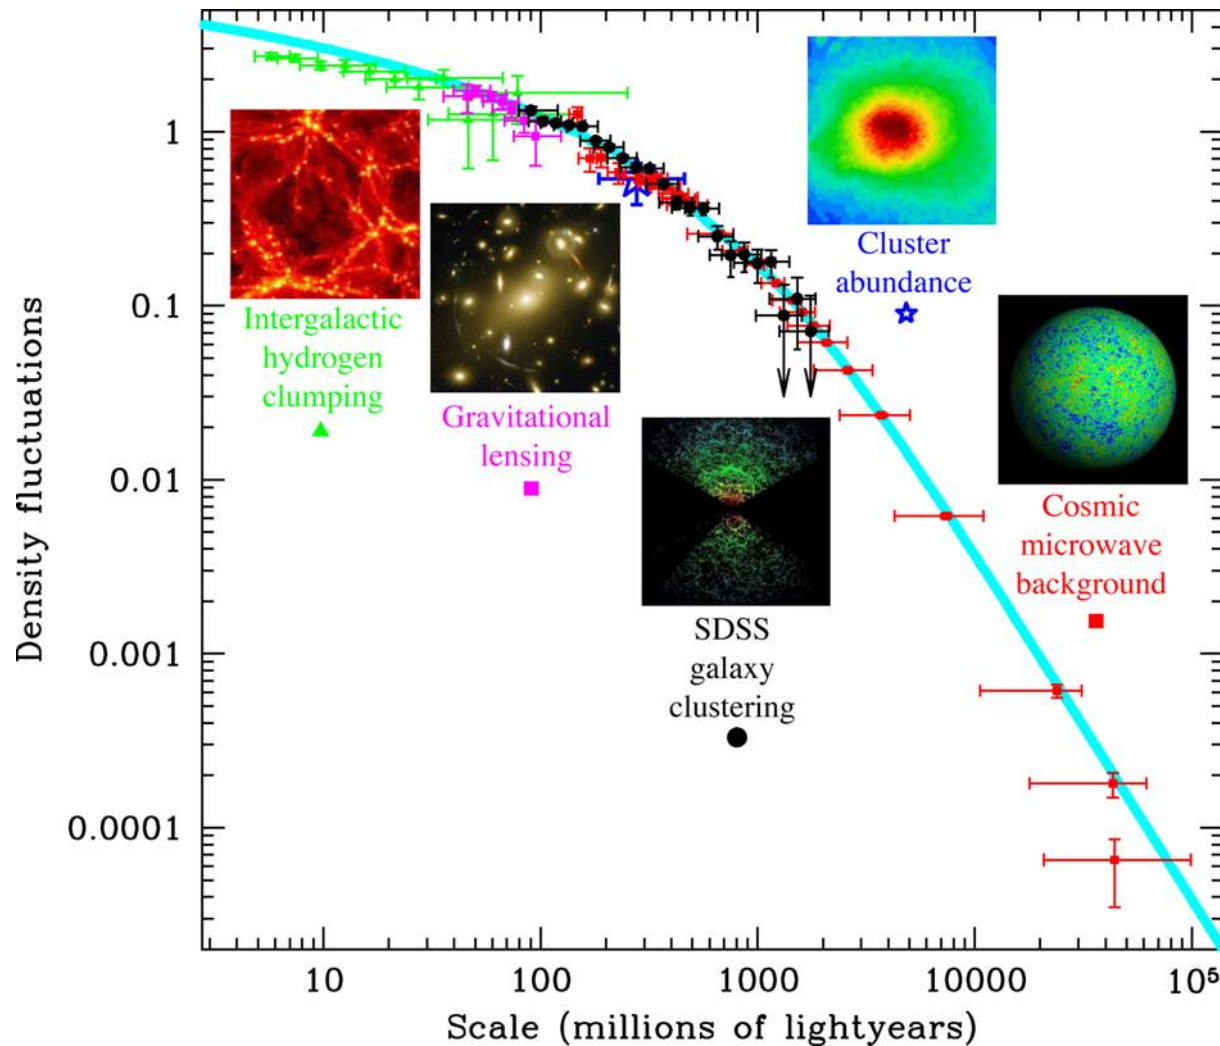 1
0.1
0.01
0.001
0.0001
Density fluctuations
Intergalactic
hydrogen
clumping
Gravitational
lensing
SDSS
galaxy
clustering
Cluster
abundance
Cosmic
microwave
background
10
100
1000
10000
10⁵
Scale (millions of lightyears)